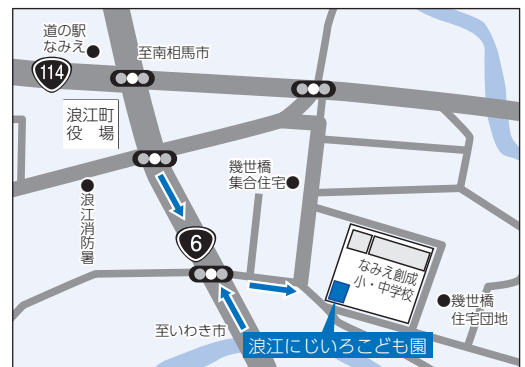 道の駅
なみえ
至南相馬市
114
浪江町
役　場
幾世橋
集合住宅
浪江消防署
6
なみえ創成
小・中学校
幾世橋
住宅団地
至いわき市
浪江にじいろこども園